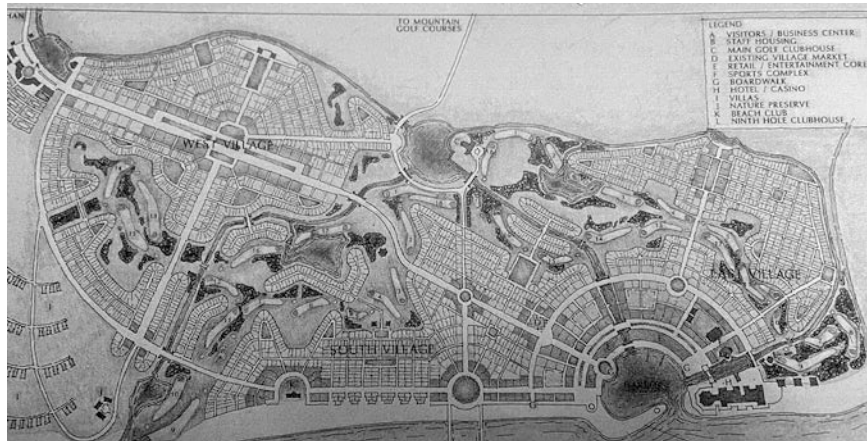 TO MOUNTAIN
GOLF COURSES
LEGEND
A VISITORS / BUSINESS CENTER
B STAFF HOUSING
C MAIN GOLF CLUBHOUSE
D EXISTING VILLAGE MARKET
E RETAIL / ENTERTAINMENT CORE
F SPORTS COMPLEX
G BOARDWALK
H HOTEL / CASINO
I VILLAS
J NATURE PRESERVE
K BEACH CLUB
L NINTH HOLE CLUBHOUSE
WEST VILLAGE
EAST VILLAGE
SOUTH VILLAGE